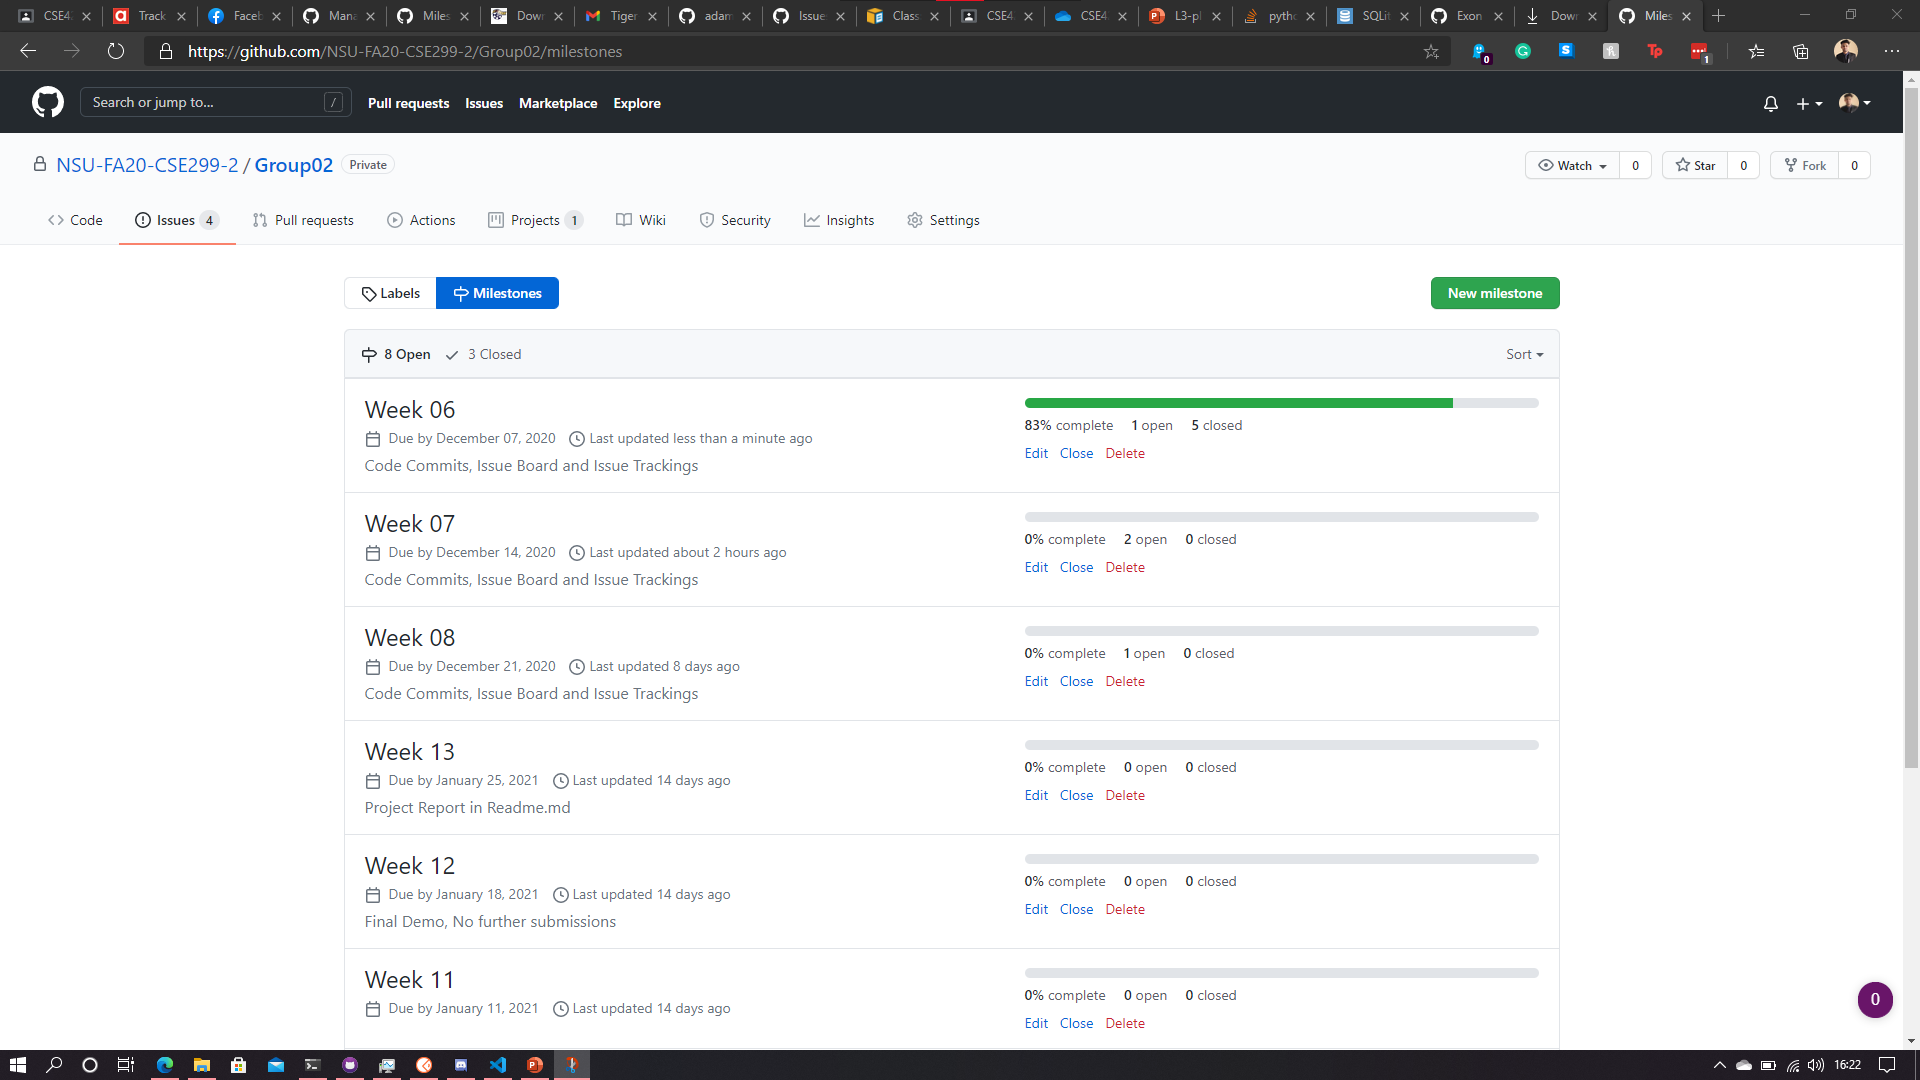 CSE4 Track Faceb Mana Miles Dow Tiger adam Issue Class CSE4 CSE4 L3-pl pytho SQLit Exon Dow Miles
https://github.com/NSU-FA20-CSE299-2/Group02/milestones
0 1
Search or jump to... / Pull requests Issues Marketplace Explore
NSU-FA20-CSE299-2 / Group02 Private Watch 0 Star 0 Fork 0
Code Issues 4 Pull requests Actions Projects 1 Wiki Security Insights Settings
Labels Milestones New milestone
8 Open 3 Closed Sort
Week 06
Due by December 07, 2020 Last updated less than a minute ago
Code Commits, Issue Board and Issue Trackings
83% complete 1 open 5 closed
Edit Close Delete
Week 07
Due by December 14, 2020 Last updated about 2 hours ago
Code Commits, Issue Board and Issue Trackings
0% complete 2 open 0 closed
Edit Close Delete
Week 08
Due by December 21, 2020 Last updated 8 days ago
Code Commits, Issue Board and Issue Trackings
0% complete 1 open 0 closed
Edit Close Delete
Week 13
Due by January 25, 2021 Last updated 14 days ago
Project Report in Readme.md
0% complete 0 open 0 closed
Edit Close Delete
Week 12
Due by January 18, 2021 Last updated 14 days ago
Final Demo, No further submissions
0% complete 0 open 0 closed
Edit Close Delete
Week 11
Due by January 11, 2021 Last updated 14 days ago
0% complete 0 open 0 closed
Edit Close Delete
0
16:22